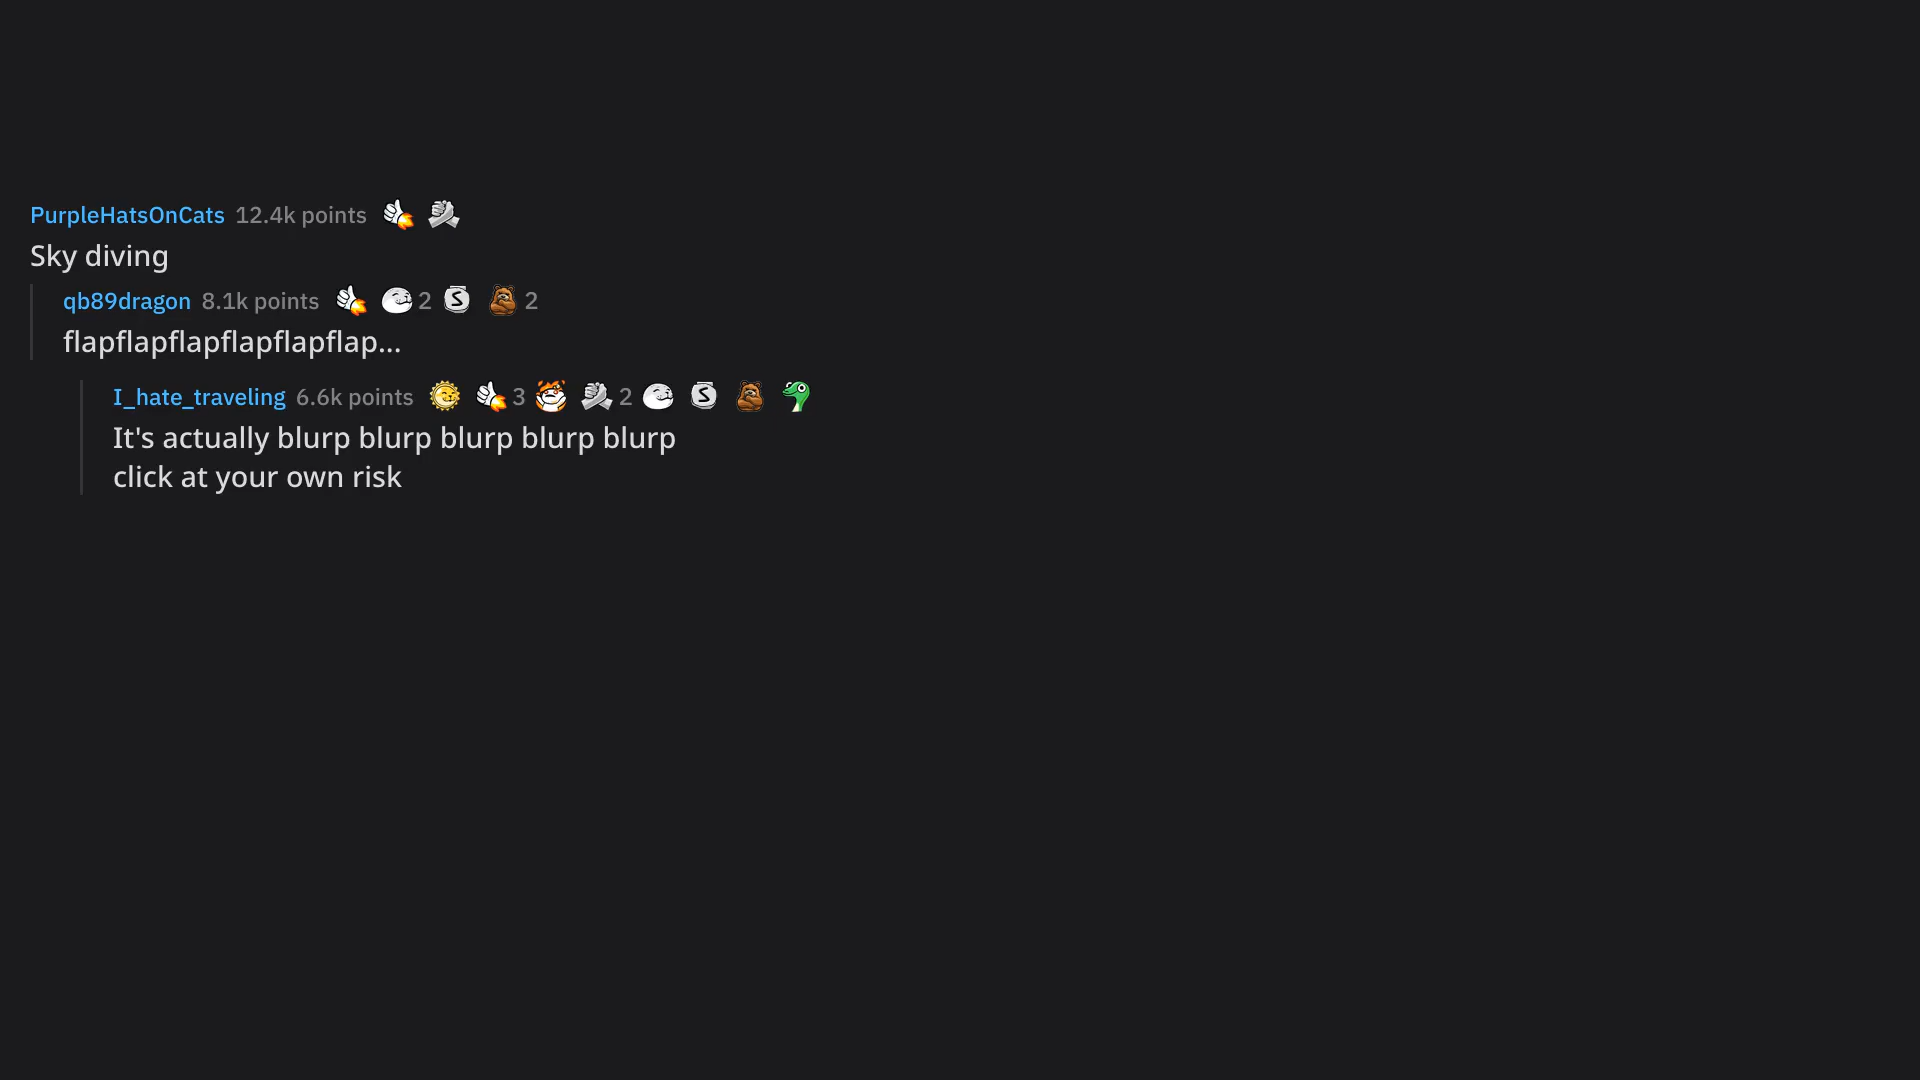 PurpleHatsOnCats 12.4k points
Sky diving
qb89dragon 8.1k points 2 S 2
flapflapflapflapflapflap...
I_hate_traveling 6.6k points 3 2 S
It's actually blurp blurp blurp blurp blurp
click at your own risk